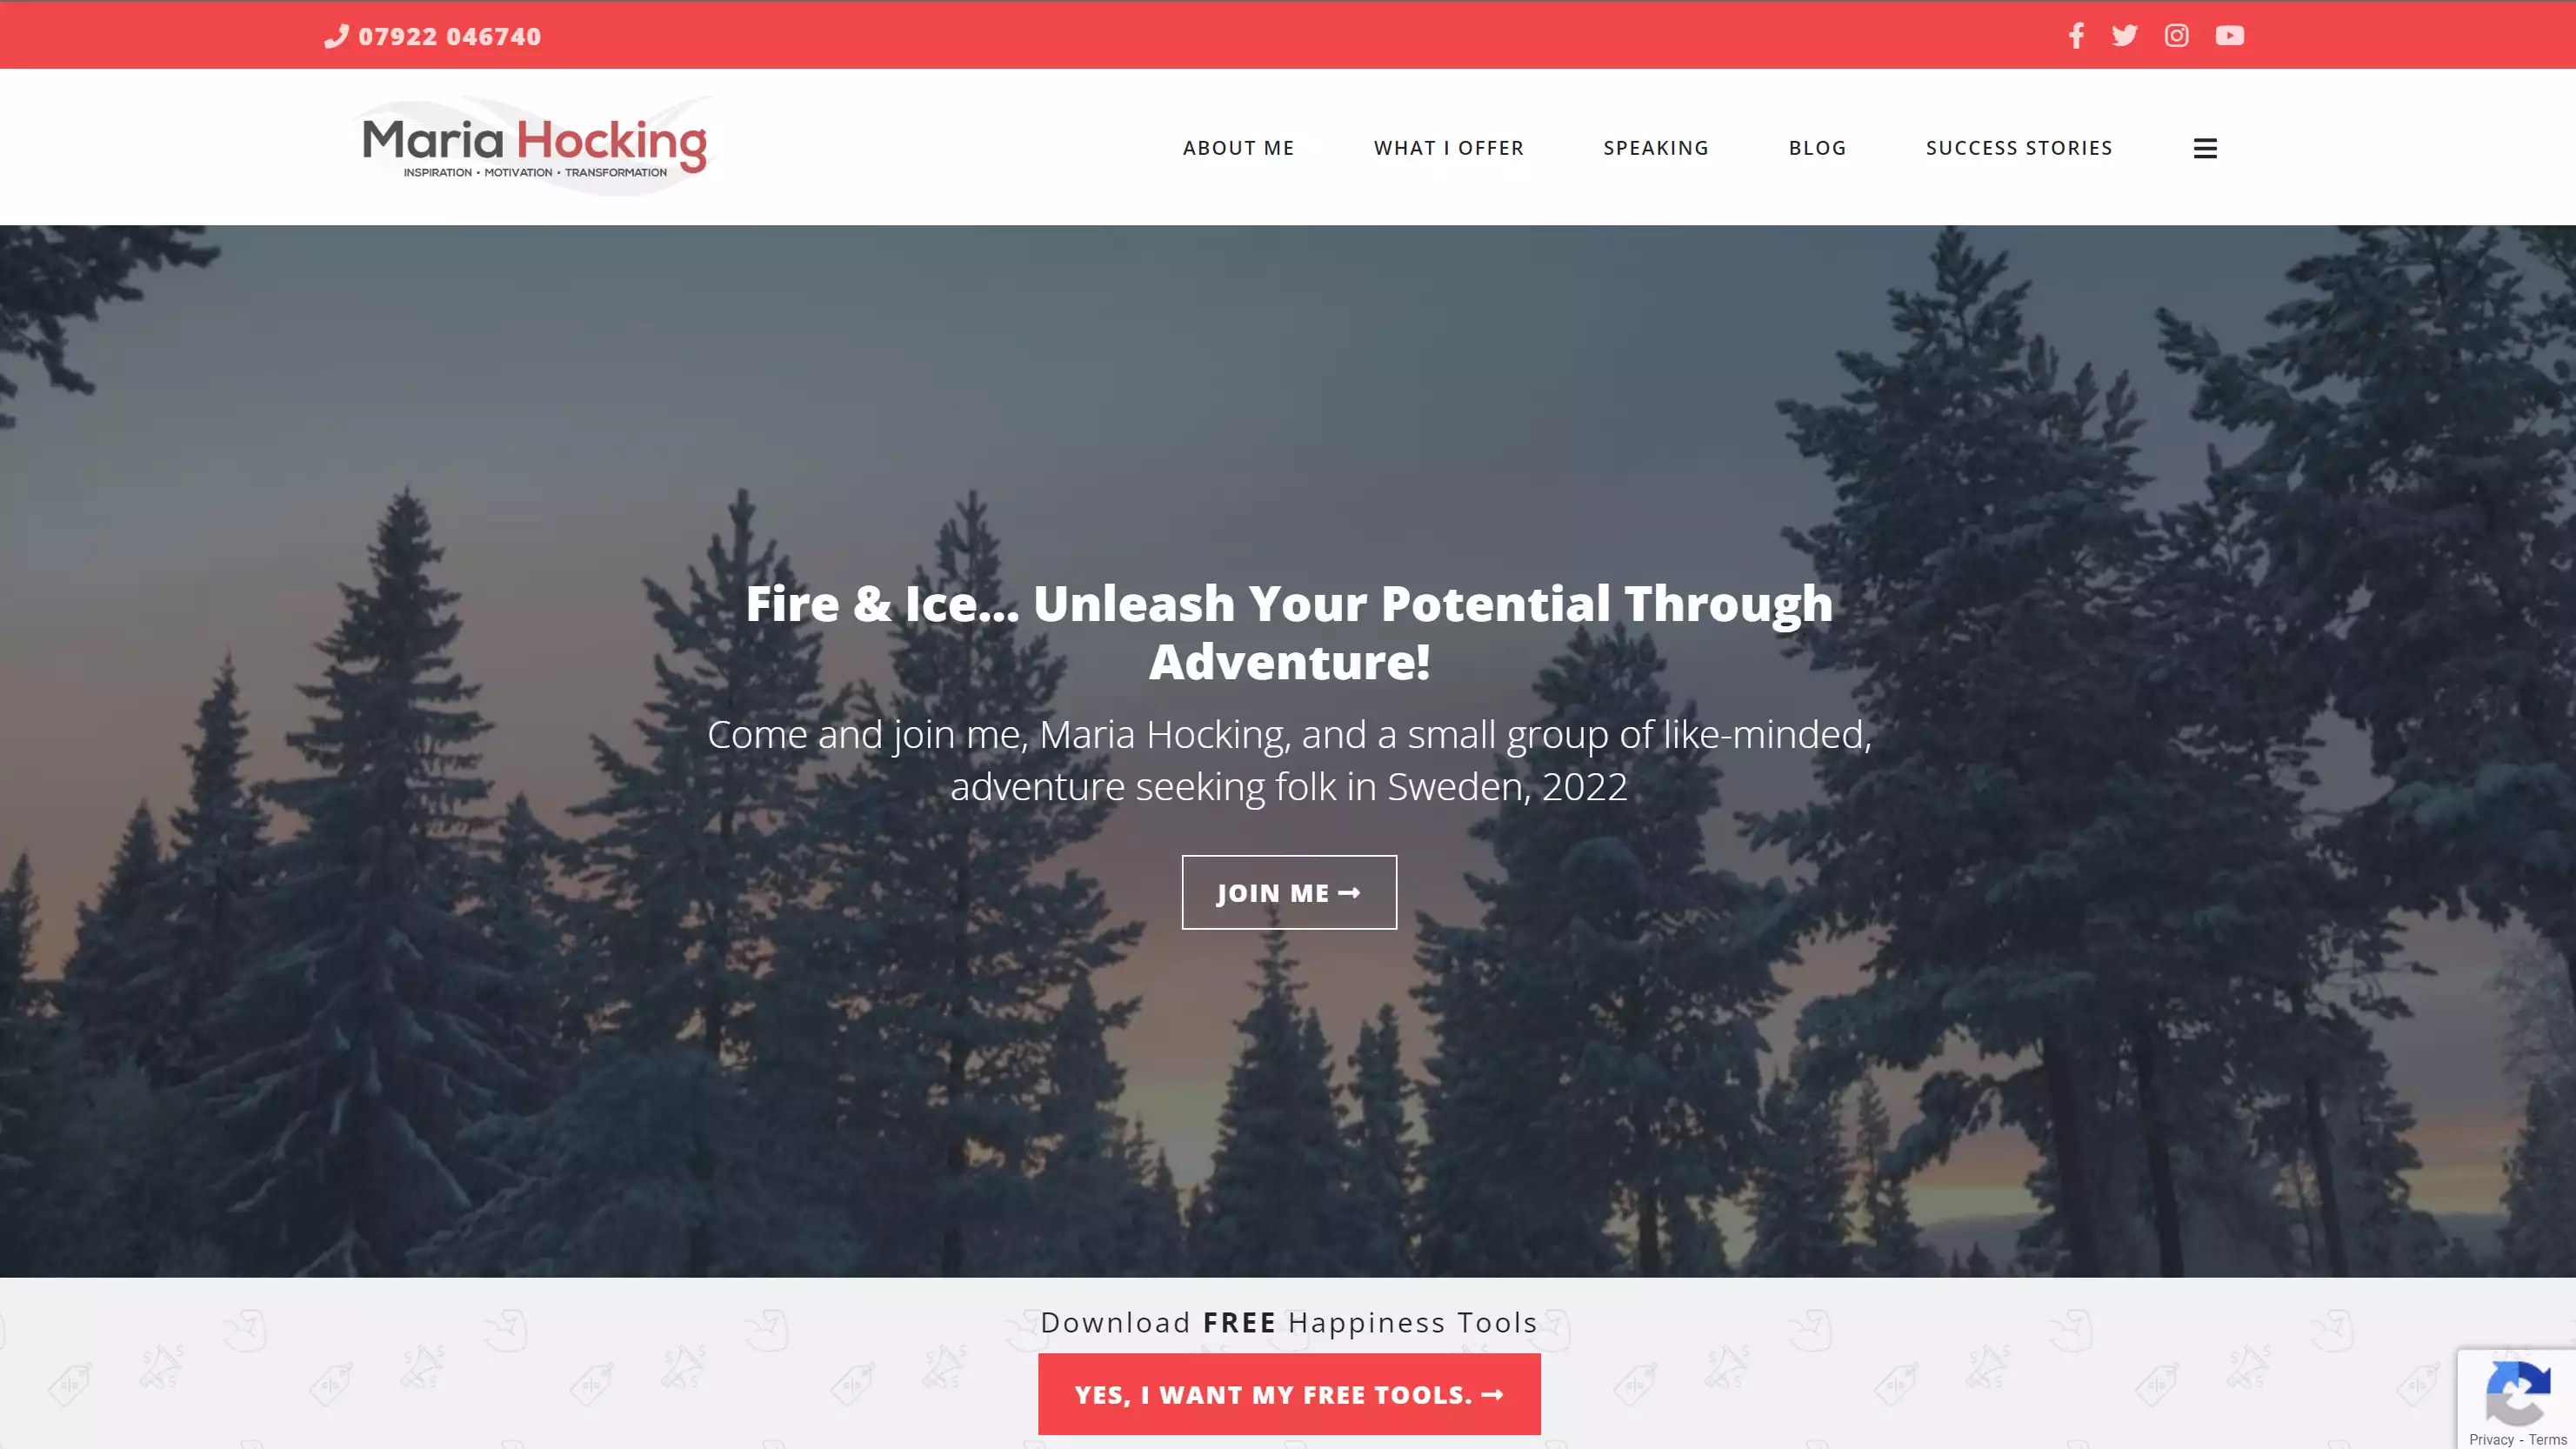 07922 046740
Maria Hocking
INSPIRATION • MOTIVATION • TRANSFORMATION
ABOUT ME
WHAT I OFFER
SPEAKING
BLOG
SUCCESS STORIES
Fire & Ice... Unleash Your Potential Through
Adventure!
Come and join me, Maria Hocking, and a small group of like-minded,
adventure seeking folk in Sweden, 2022
JOIN ME
Download FREE Happiness Tools
YES, I WANT MY FREE TOOLS.
Privacy - Terms